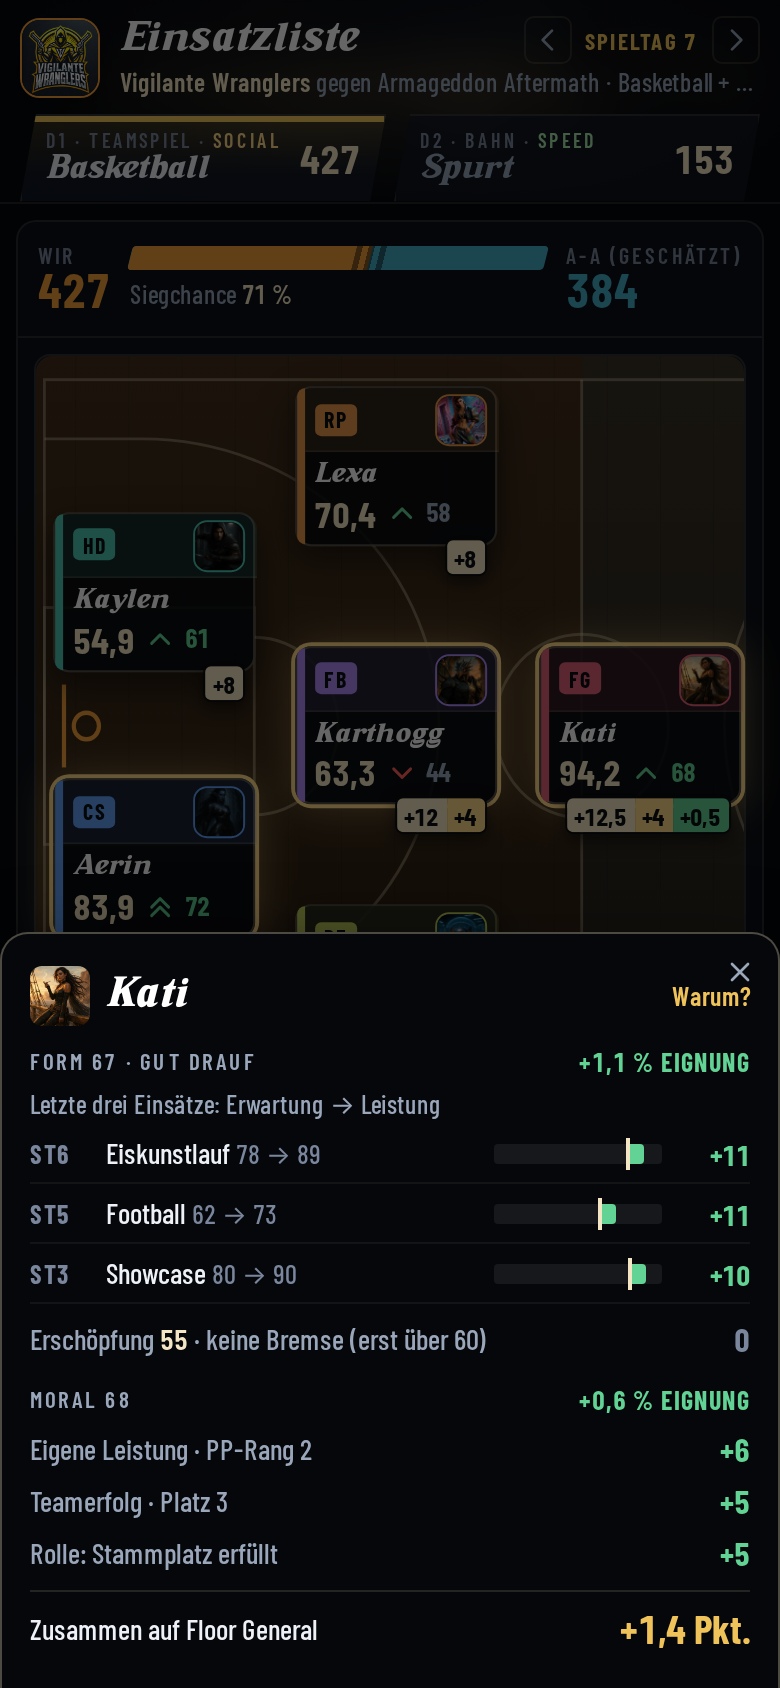 VIGILANTE
WRANGLERS
Einsatzliste
SPIELTAG 7
Vigilante Wranglers gegen Armageddon Aftermath · Basketball + ...
D1 · TEAMSPIEL · SOCIAL
Basketball 427
D2 · BAHN · SPEED
Spurt 153
WIR
427
Siegchance 71 %
A-A (GESCHÄTZT)
384
RP
Lexa
70,4 58
+8
HD
Kaylen
54,9 61
+8
FB
Karthogg
63,3 44
+12 +4
FG
Kati
94,2 68
+12,5 +4 +0,5
CS
Aerin
83,9 72
Kati
Warum?
FORM 67 · GUT DRAUF +1,1 % EIGNUNG
Letzte drei Einsätze: Erwartung → Leistung
ST6 Eiskunstlauf 78 → 89 +11
ST5 Football 62 → 73 +11
ST3 Showcase 80 → 90 +10
Erschöpfung 55 · keine Bremse (erst über 60) 0
MORAL 68 +0,6 % EIGNUNG
Eigene Leistung · PP-Rang 2 +6
Teamerfolg · Platz 3 +5
Rolle: Stammplatz erfüllt +5
Zusammen auf Floor General +1,4 Pkt.